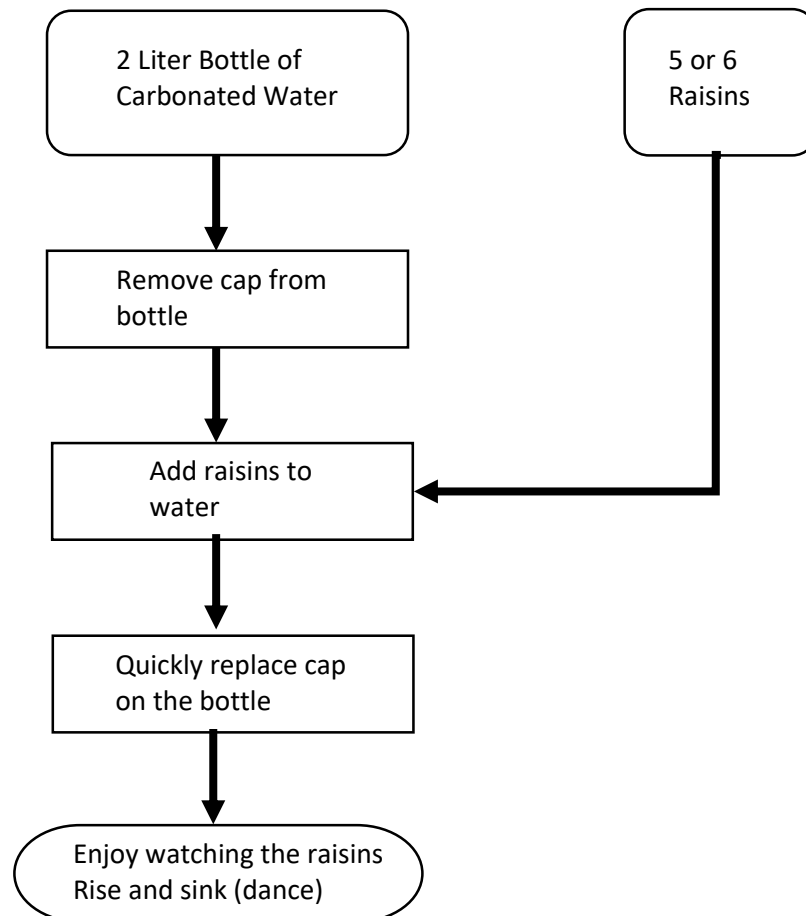 2 Liter Bottle of
Carbonated Water
5 or 6
Raisins
Remove cap from
bottle
Add raisins to
water
Quickly replace cap
on the bottle
Enjoy watching the raisins
Rise and sink (dance)